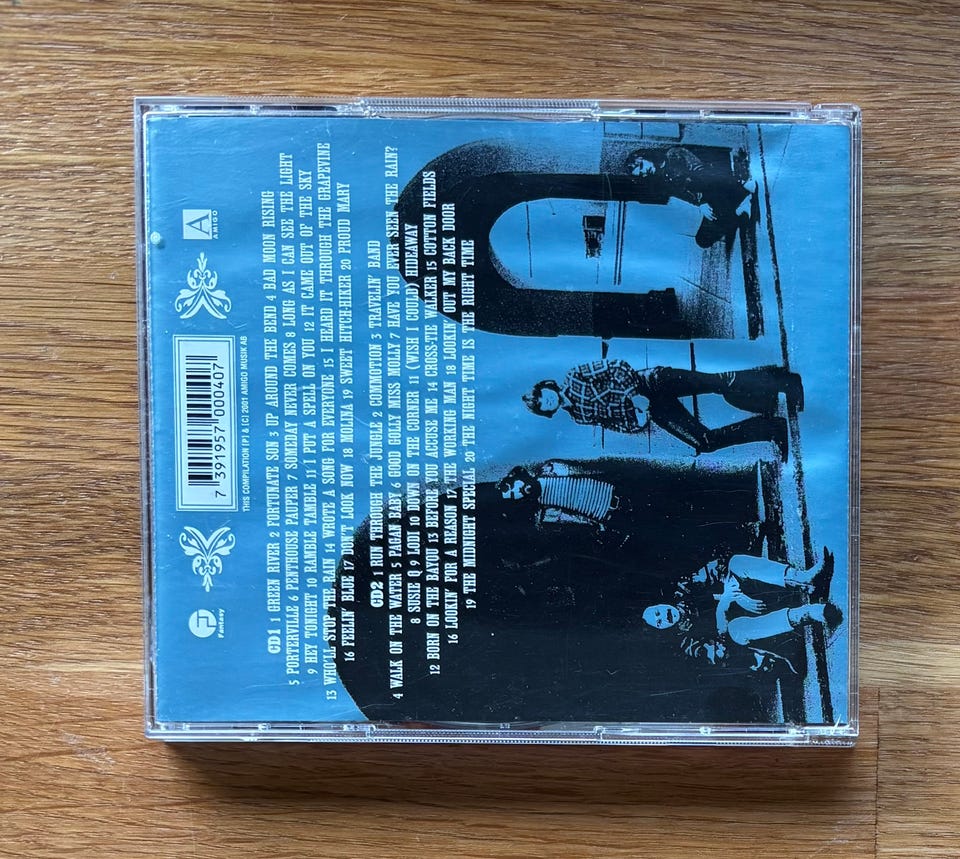 CD1 1 GREEN RIVER 2 FORTUNATE SON 3 UP AROUND THE BEND 4 BAD MOON RISING
5 PORTERVILLE 6 PENTHOUSE PAUPER 7 SOMEDAY NEVER COMES 8 LONG AS I CAN SEE THE LIGHT
9 HEY TONIGHT 10 RAMBLE TAMBLE 11 I PUT A SPELL ON YOU 12 IT CAME OUT OF THE SKY
13 WHO'LL STOP THE RAIN 14 WROTE A SONG FOR EVERYONE 15 I HEARD IT THROUGH THE GRAPEVINE
16 FEELIN' BLUE 17 DON'T LOOK NOW 18 MOLINA 19 SWEET HITCH-HIKER 20 PROUD MARY
CD2 1 RUN THROUGH THE JUNGLE 2 COMMOTION 3 TRAVELIN' BAND
4 WALK ON THE WATER 5 PAGAN BABY 6 GOOD GOLLY MISS MOLLY 7 HAVE YOU EVER SEEN THE RAIN?
8 SUSIE Q 9 LODI 10 DOWN ON THE CORNER 11 (WISH I COULD) HIDEAWAY
12 BORN ON THE BAYOU 13 BEFORE YOU ACCUSE ME 14 CROSS-TIE WALKER 15 COTTON FIELDS
16 LOOKIN' FOR A REASON 17 THE WORKING MAN 18 LOOKIN' OUT MY BACK DOOR
19 THE MIDNIGHT SPECIAL 20 THE NIGHT TIME IS THE RIGHT TIME
Fantasy
7 391957 000407
THIS COMPILATION (P) & (C) 2001 AMIGO MUSIK AB
A
AMIGO